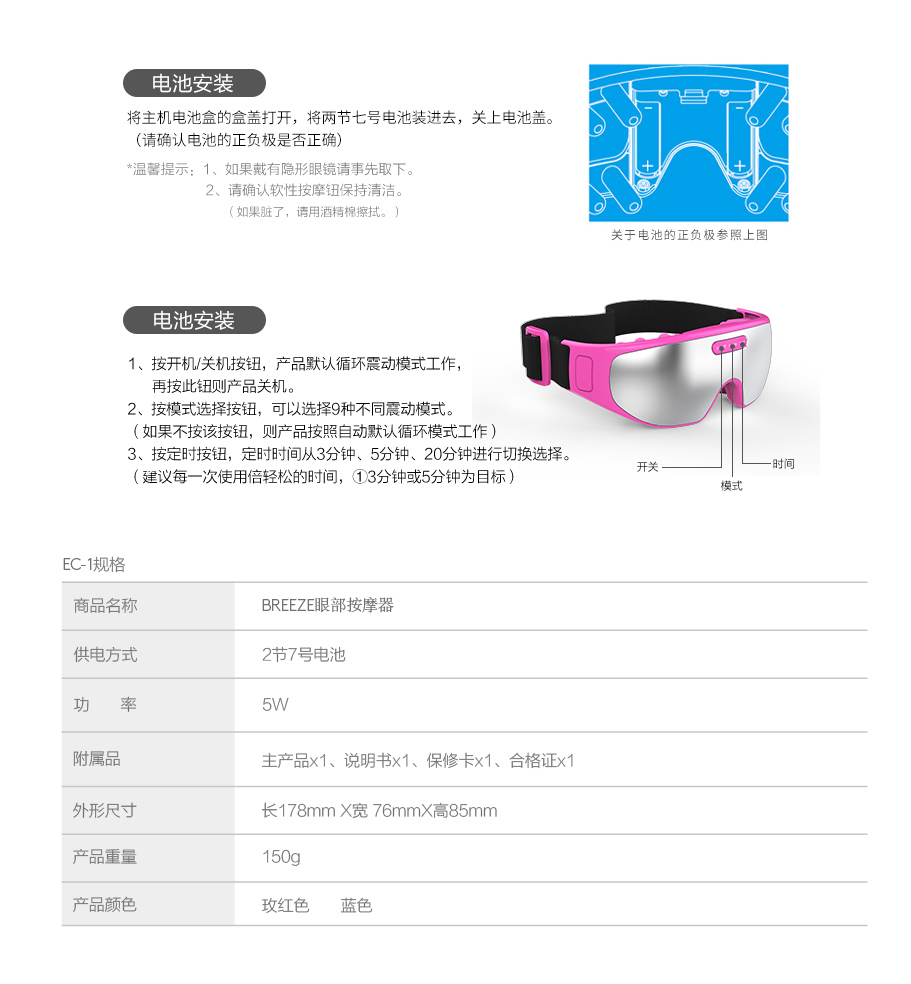 电池安装
将主机电池盒的盒盖打开，将两节七号电池装进去，关上电池盖。
（请确认电池的正负极是否正确）
*温馨提示：1、如果戴有隐形眼镜请事先取下。
2、请确认软性按摩钮保持清洁。
（如果脏了，请用酒精棉擦拭。）
关于电池的正负极参照上图
电池安装
1、按开机/关机按钮，产品默认循环震动模式工作，
再按此钮则产品关机。
2、按模式选择按钮，可以选择9种不同震动模式。
（如果不按该按钮，则产品按照自动默认循环模式工作）
3、按定时按钮，定时时间从3分钟、5分钟、20分钟进行切换选择。
（建议每一次使用倍轻松的时间，①3分钟或5分钟为目标）
开关
模式
时间
EC-1规格
商品名称 BREEZE眼部按摩器
供电方式 2节7号电池
功 率 5W
附属品 主产品x1、说明书x1、保修卡x1、合格证x1
外形尺寸 长178mm X宽 76mmX高85mm
产品重量 150g
产品颜色 玫红色 蓝色